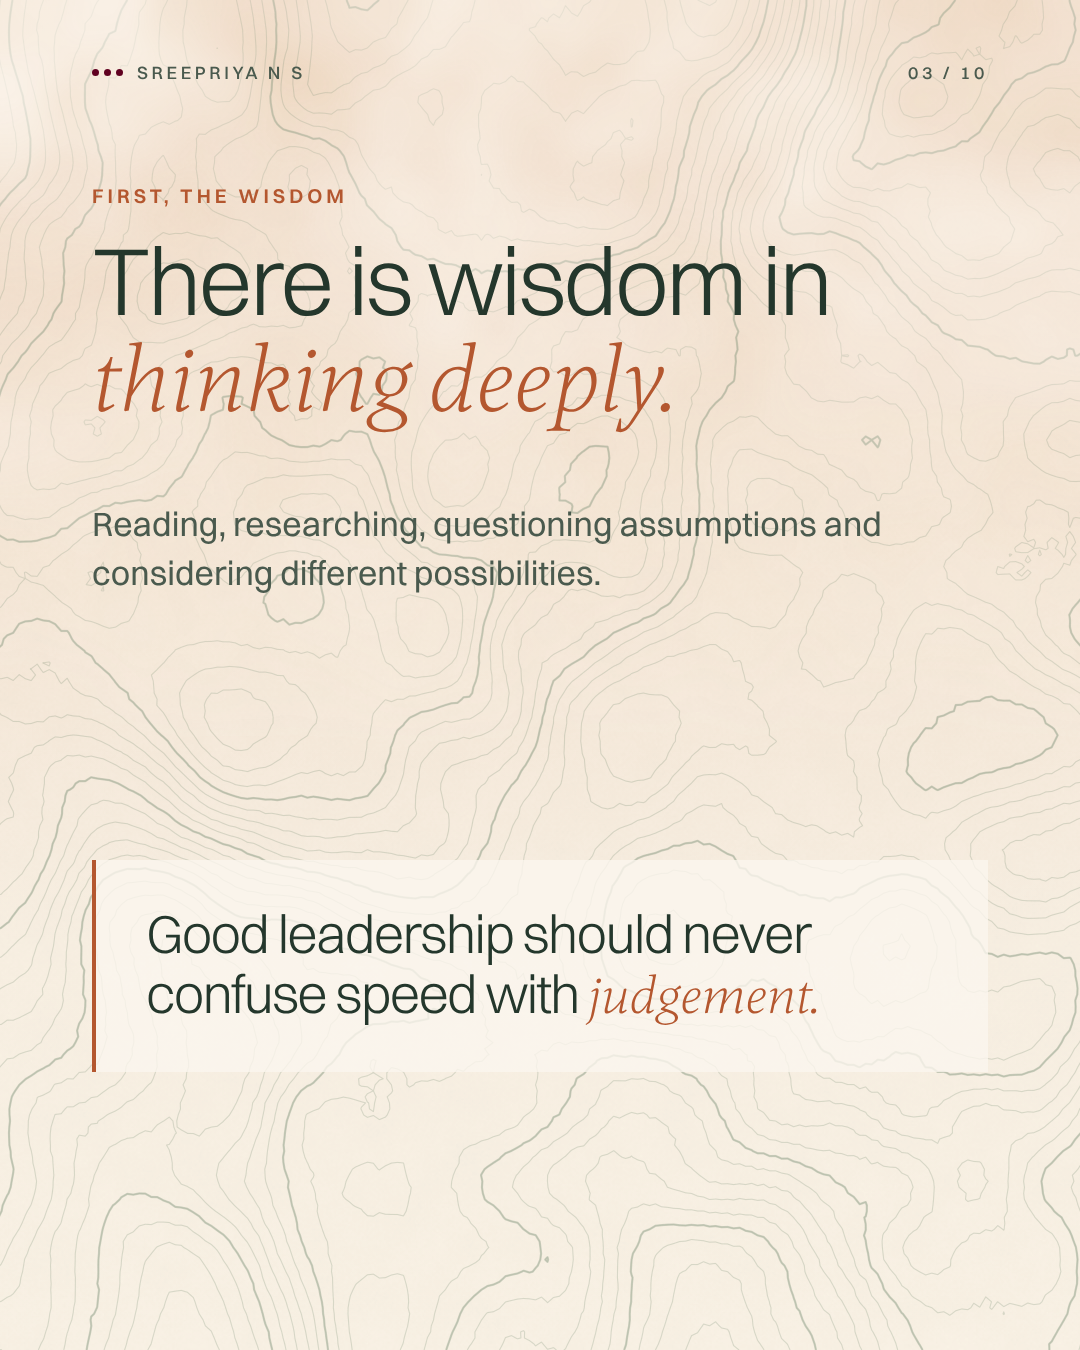 SREEPRIYA N S
03 / 10
FIRST, THE WISDOM
There is wisdom in
thinking deeply.
Reading, researching, questioning assumptions and
considering different possibilities.
Good leadership should never
confuse speed with judgement.